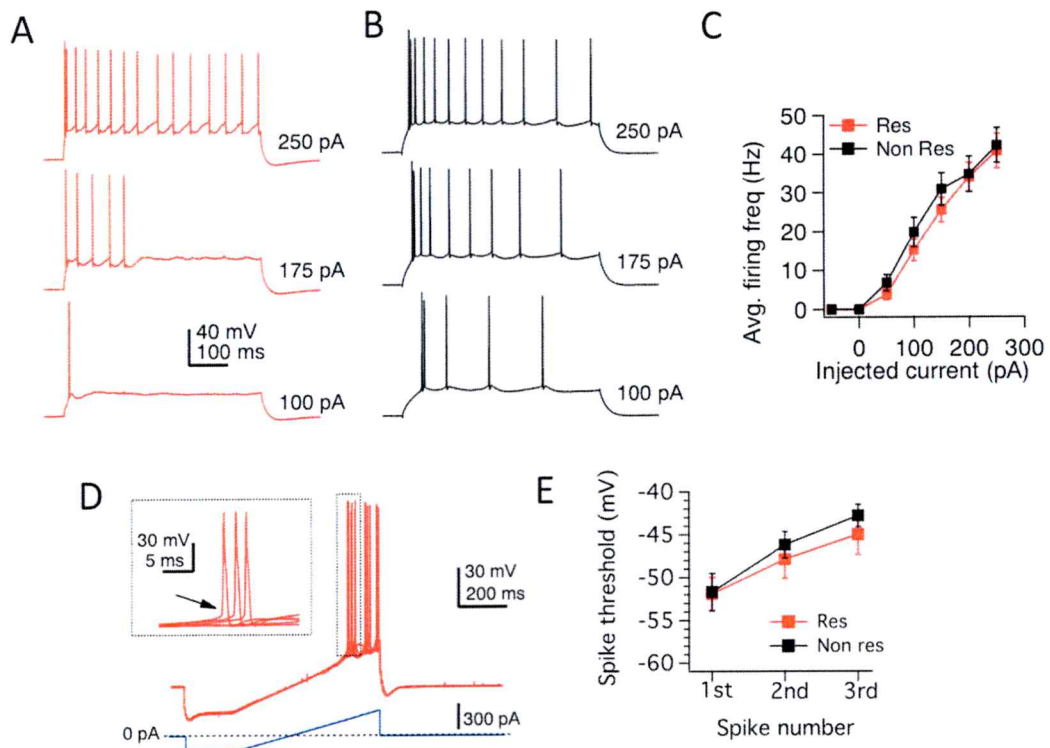 A
250 pA
175 pA
40 mV
100 ms
100 pA
B
250 pA
175 pA
100 pA
C
Res
Non Res
Avg. firing freq (Hz)
50
40
30
20
10
0
0 100 200 300
Injected current (pA)
D
30 mV
5 ms
30 mV
200 ms
0 pA
300 pA
E
Spike threshold (mV)
-40
-45
-50
-55
-60
Res
Non res
1st 2nd 3rd
Spike number